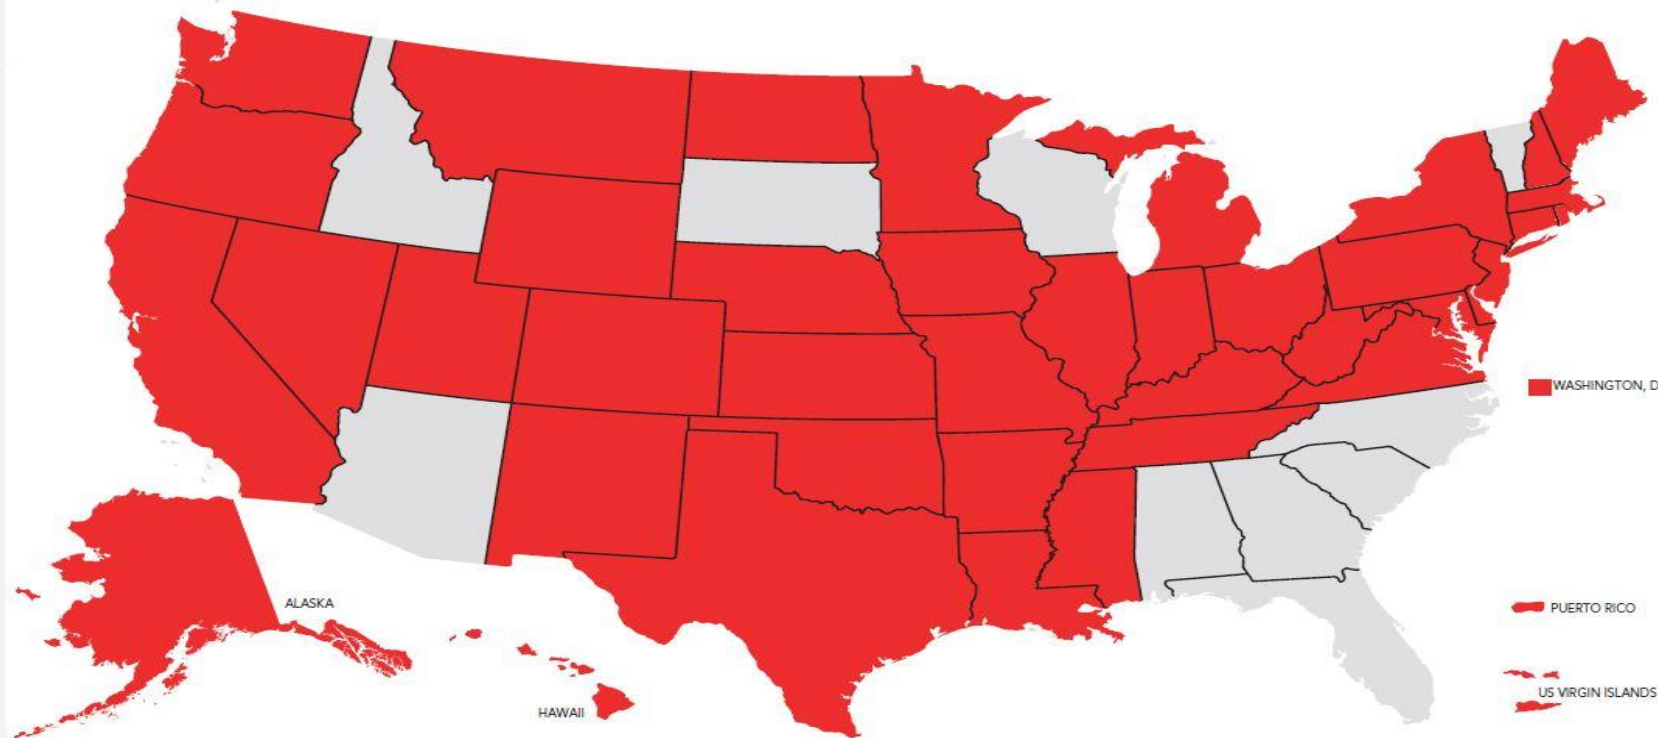 WASHINGTON, D
ALASKA
PUERTO RICO
US VIRGIN ISLANDS
HAWAII